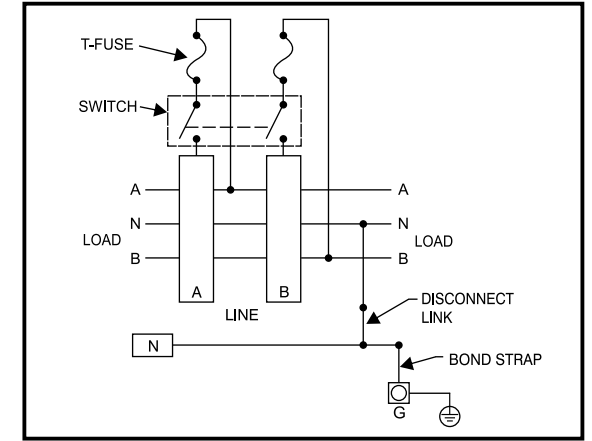 T-FUSE
SWITCH
A
A
N
N
LOAD
LOAD
B
B
A
B
LINE
DISCONNECT
LINK
N
BOND STRAP
G